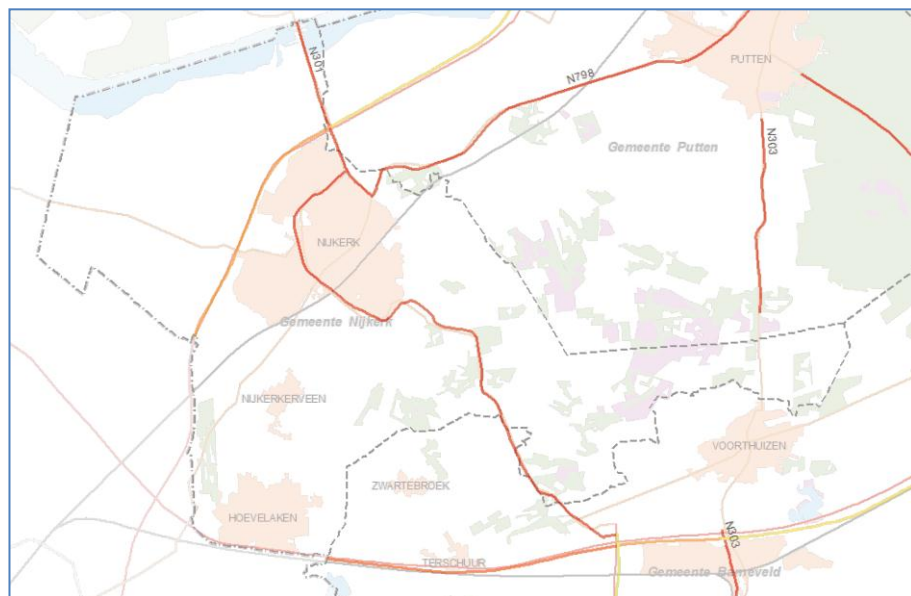 N301
PUTTEN
N798
N303
Gemeente Putten
NIJKERK
Gemeente Nijkerk
NIJKERKERVEEN
VOORTHUIZEN
ZWARTEBROEK
HOEVELAKEN
N303
TERSCHUUR
Gemeente Barneveld